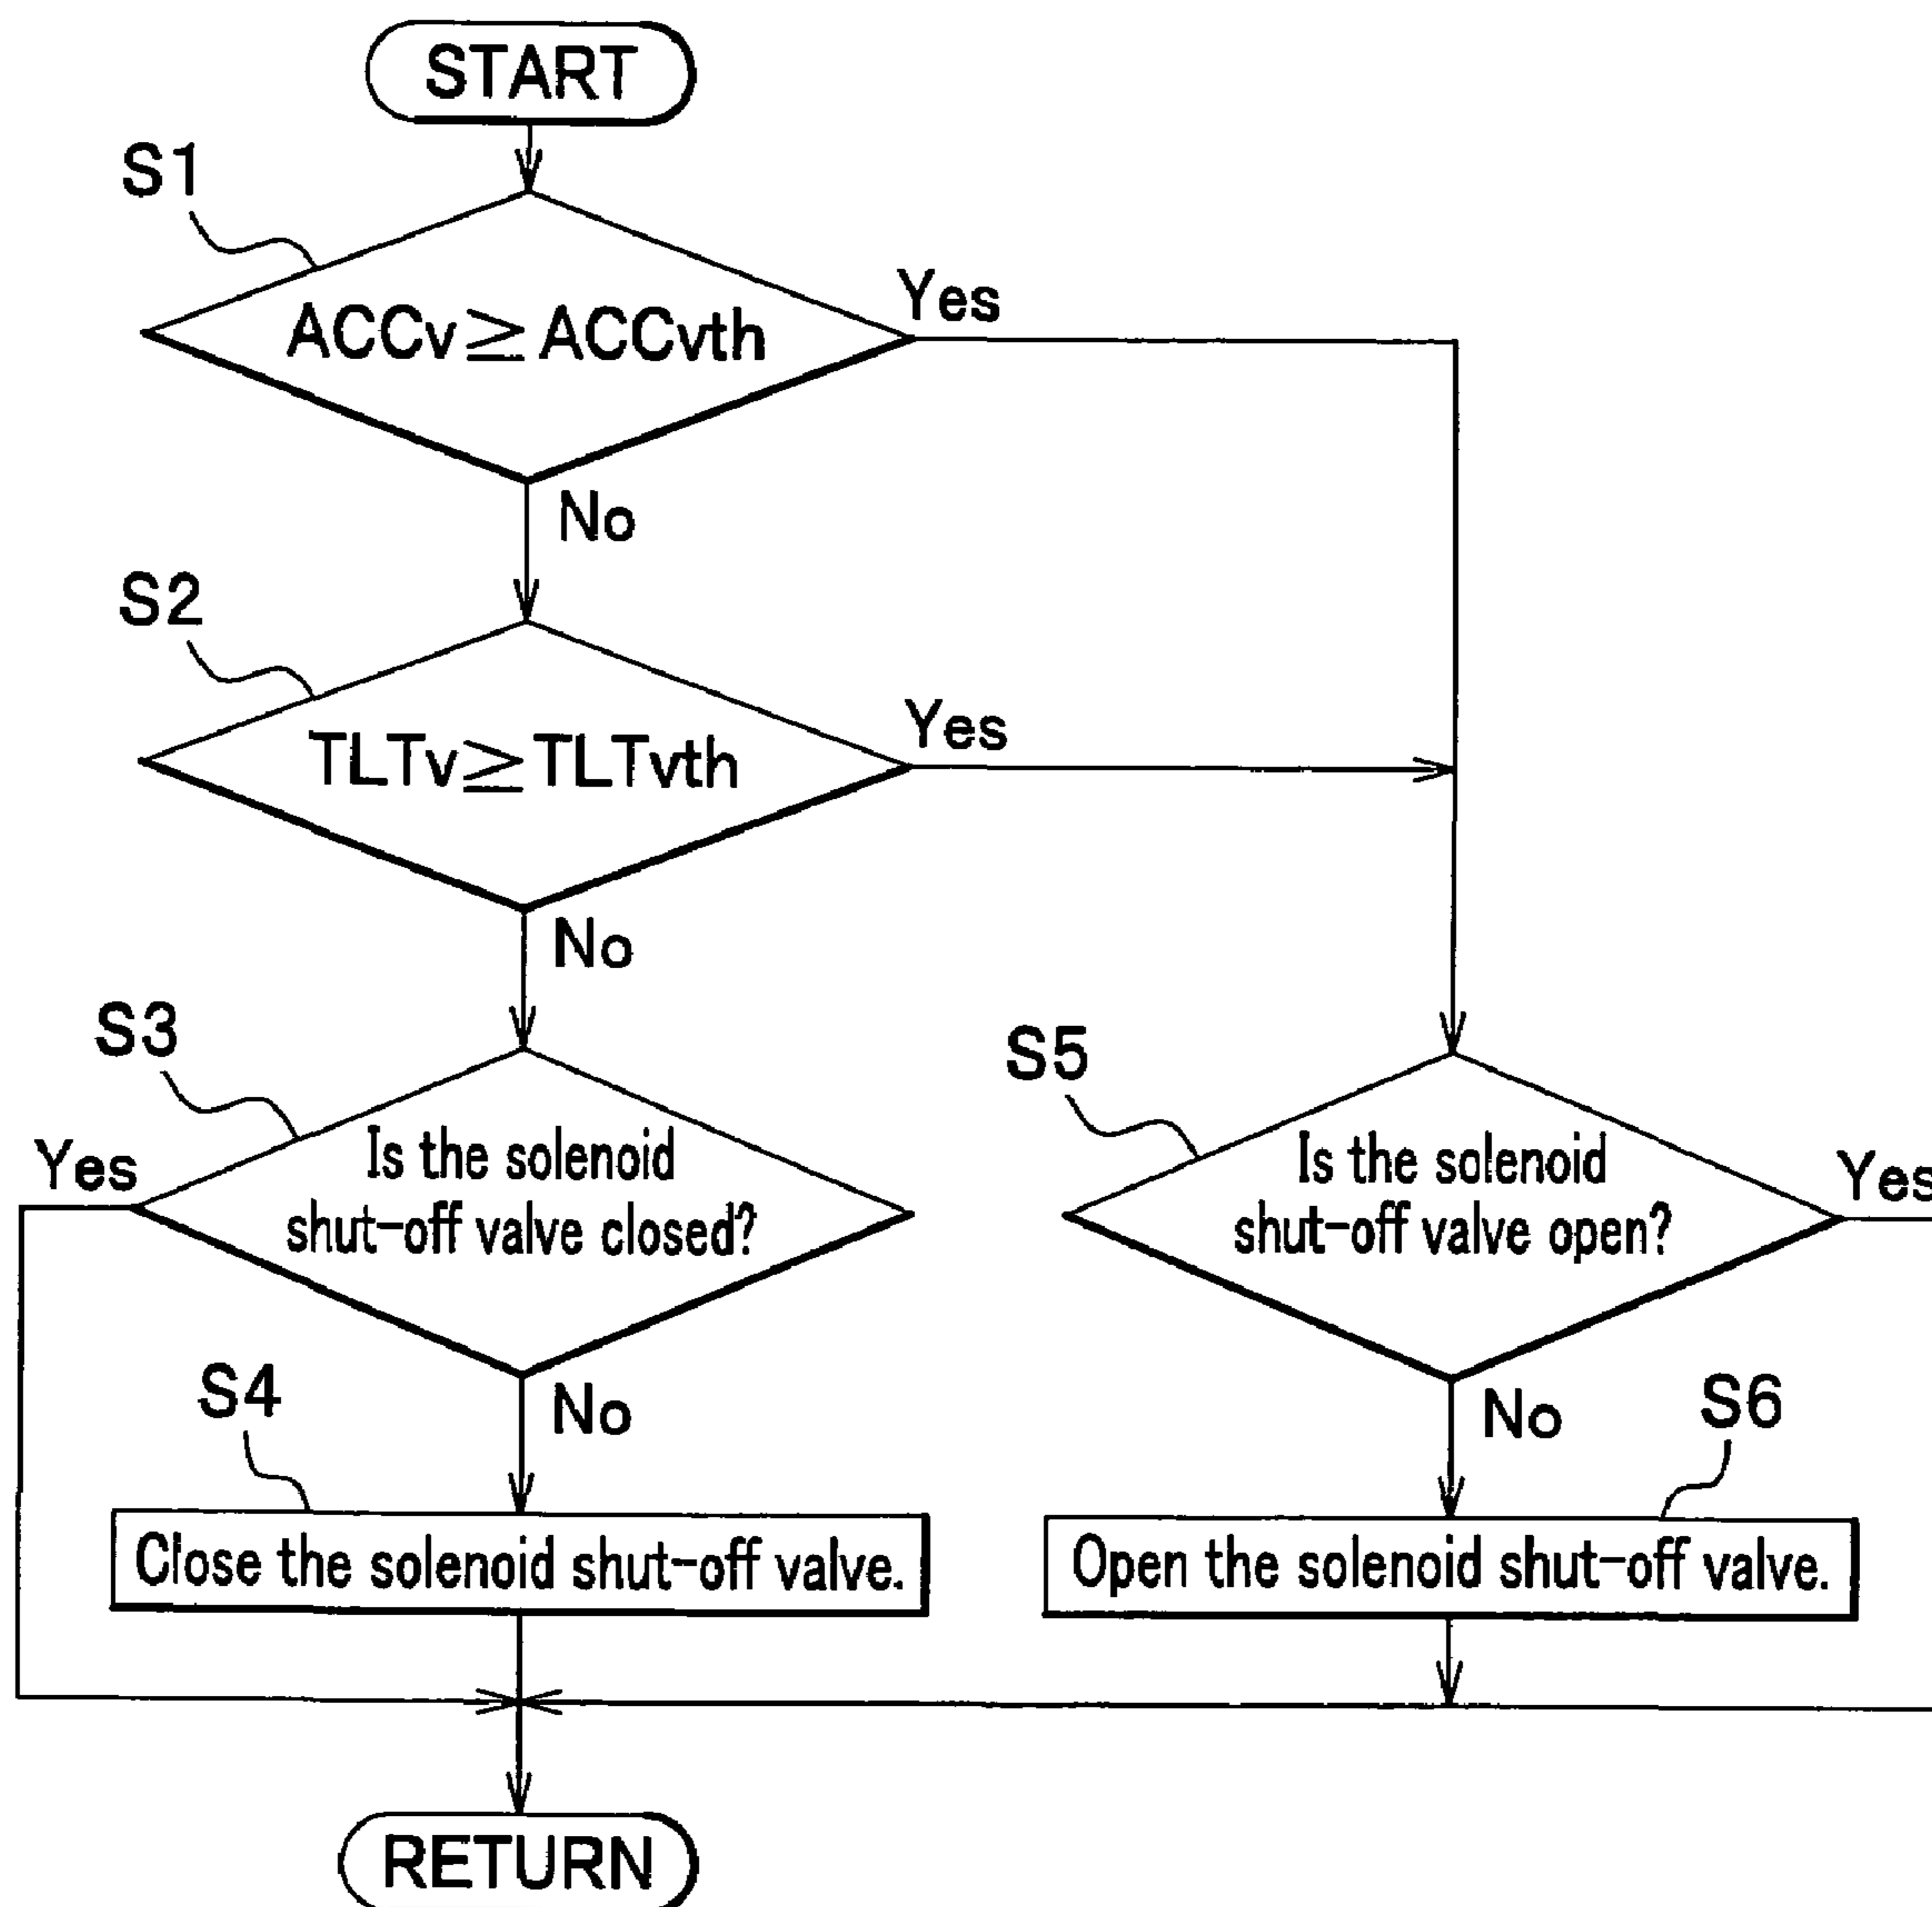 START
S1
ACCv≧ACCvth
Yes
No
S2
TLTv≧TLTvth
Yes
No
S3
Is the solenoid
shut-off valve closed?
Yes
No
S5
Is the solenoid
shut-off valve open?
Yes
No
S4
Close the solenoid shut-off valve.
S6
Open the solenoid shut-off valve.
RETURN